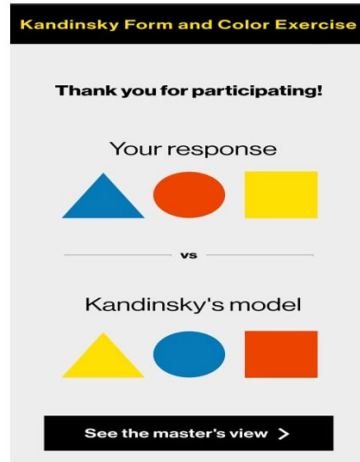 Kandinsky Form and Color Exercise
Thank you for participating!
Your response
vs
Kandinsky's model
See the master's view >